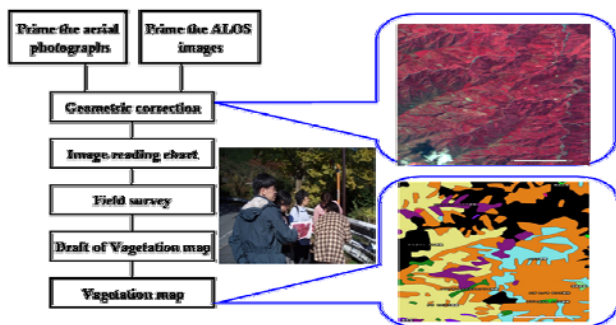 Prime the aerial
photographs
Prime the ALOS
images
Geometric correction
Image reading chart
Field survey
Draft of Vagetation map
Vagetation map